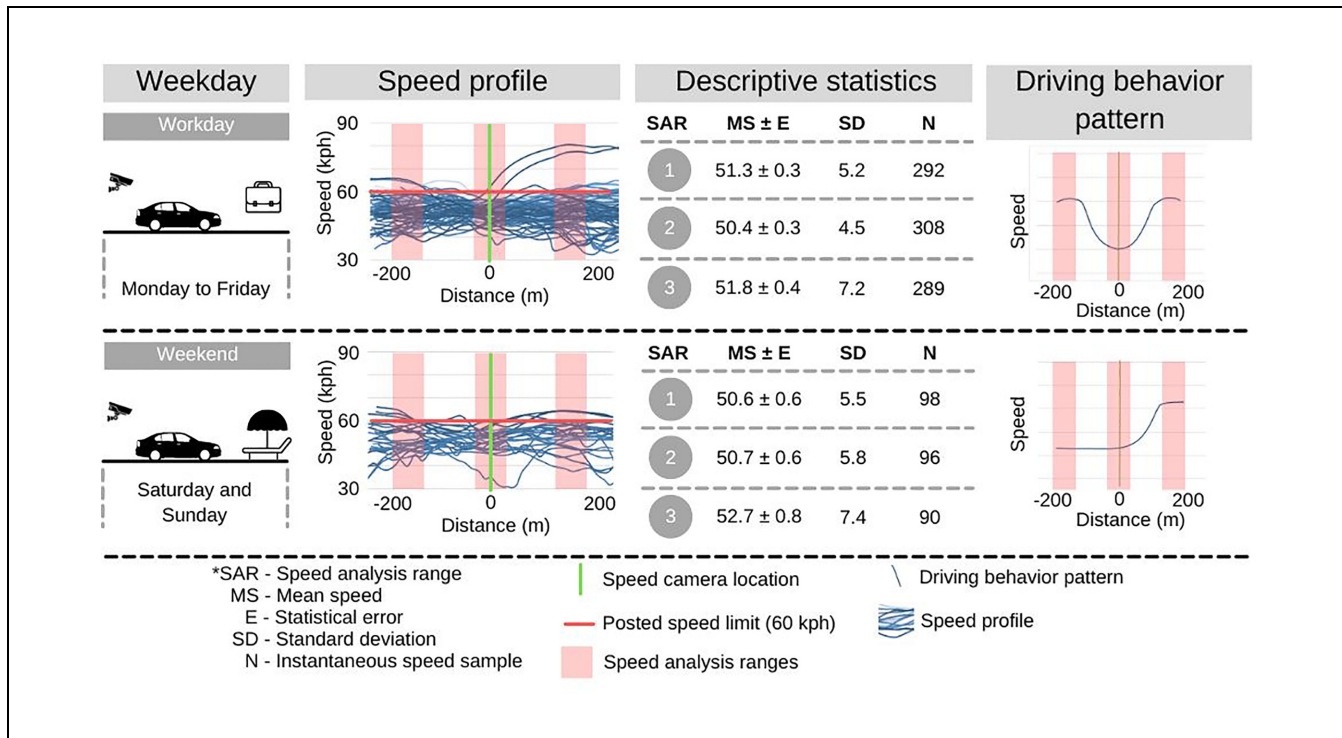 Weekday
Speed profile
Descriptive statistics
Driving behavior
pattern
Workday
Monday to Friday
90
60
30
Speed (kph)
-200 0 200
Distance (m)
SAR MS ± E SD N
1 51.3 ± 0.3 5.2 292
2 50.4 ± 0.3 4.5 308
3 51.8 ± 0.4 7.2 289
Speed
-200 0 200
Distance (m)
Weekend
Saturday and
Sunday
90
60
30
Speed (kph)
-200 0 200
Distance (m)
SAR MS ± E SD N
1 50.6 ± 0.6 5.5 98
2 50.7 ± 0.6 5.8 96
3 52.7 ± 0.8 7.4 90
Speed
-200 0 200
Distance (m)
*SAR - Speed analysis range
MS - Mean speed
E - Statistical error
SD - Standard deviation
N - Instantaneous speed sample
Speed camera location
Posted speed limit (60 kph)
Speed analysis ranges
Driving behavior pattern
Speed profile